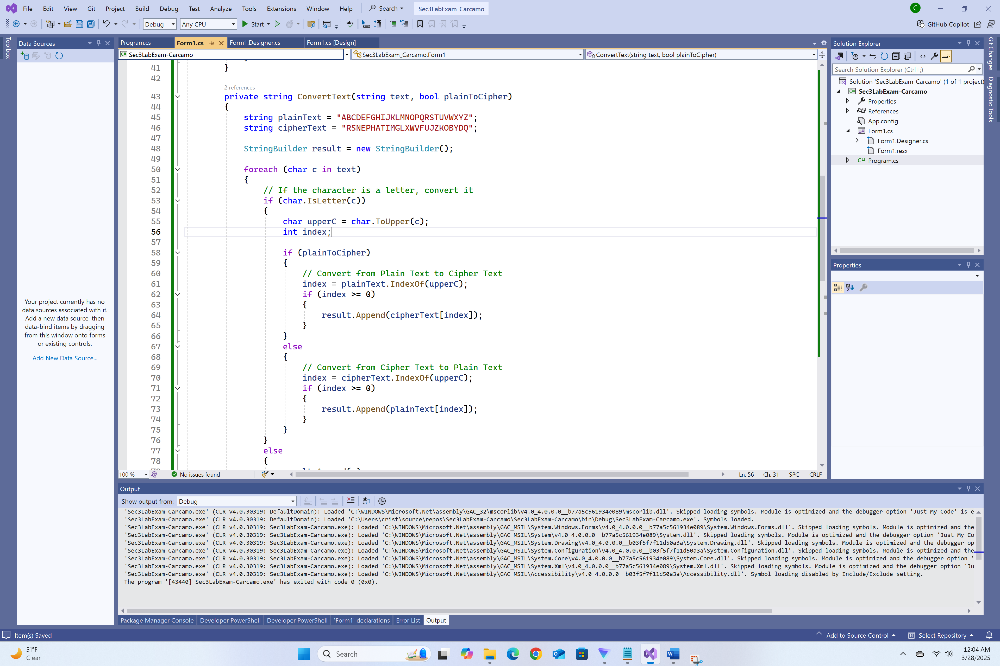 File Edit View Git Project Build Debug Test Analyze Tools Extensions Window Help Search Sec3LabExam-Carcamo C
Debug Any CPU Start GitHub Copilot
Toolbox
Data Sources
Your project currently has no
data sources associated with it.
Add a new data source, then
data-bind items by dragging
from this window onto forms
or existing controls.
Add New Data Source...
Program.cs Form1.cs Form1.Designer.cs Form1.cs [Design]
Sec3LabExam-Carcamo Sec3LabExam_Carcamo.Form1 ConvertText(string text, bool plainToCipher)
41 }
42
2 references
43 private string ConvertText(string text, bool plainToCipher)
44 {
45 string plainText = "ABCDEFGHIJKLMNOPQRSTUVWXYZ";
46 string cipherText = "RSNEPHATIMGLXWVFUJZKOBYDQ";
47
48 StringBuilder result = new StringBuilder();
49
50 foreach (char c in text)
51 {
52 // If the character is a letter, convert it
53 if (char.IsLetter(c))
54 {
55 char upperC = char.ToUpper(c);
56 int index;
57
58 if (plainToCipher)
59 {
60 // Convert from Plain Text to Cipher Text
61 index = plainText.IndexOf(upperC);
62 if (index >= 0)
63 {
64 result.Append(cipherText[index]);
65 }
66 }
67 else
68 {
69 // Convert from Cipher Text to Plain Text
70 index = cipherText.IndexOf(upperC);
71 if (index >= 0)
72 {
73 result.Append(plainText[index]);
74 }
75 }
76 }
77 else
78 {
100 % No issues found Ln: 56 Ch: 31 SPC CRLF
Solution Explorer
Search Solution Explorer (Ctrl+;)
Solution 'Sec3LabExam-Carcamo' (1 of 1 project)
Sec3LabExam-Carcamo
Properties
References
App.config
Form1.cs
Form1.Designer.cs
Form1.resx
C# Program.cs
Properties
Git Changes
Diagnostic Tools
Output
Show output from: Debug
'Sec3LabExam-Carcamo.exe' (CLR v4.0.30319: DefaultDomain): Loaded 'C:\WINDOWS\Microsoft.Net\assembly\GAC_32\mscorlib\v4.0_4.0.0.0__b77a5c561934e089\mscorlib.dll'. Skipped loading symbols. Module is optimized and the debugger option 'Just My Code' is e
'Sec3LabExam-Carcamo.exe' (CLR v4.0.30319: DefaultDomain): Loaded 'C:\Users\crist\source\repos\Sec3LabExam-Carcamo\Sec3LabExam-Carcamo\bin\Debug\Sec3LabExam-Carcamo.exe'. Symbols loaded.
'Sec3LabExam-Carcamo.exe' (CLR v4.0.30319: Sec3LabExam-Carcamo.exe): Loaded 'C:\WINDOWS\Microsoft.Net\assembly\GAC_MSIL\System.Windows.Forms\v4.0_4.0.0.0__b77a5c561934e089\System.Windows.Forms.dll'. Skipped loading symbols. Module is optimized and the
'Sec3LabExam-Carcamo.exe' (CLR v4.0.30319: Sec3LabExam-Carcamo.exe): Loaded 'C:\WINDOWS\Microsoft.Net\assembly\GAC_MSIL\System\v4.0_4.0.0.0__b77a5c561934e089\System.dll'. Skipped loading symbols. Module is optimized and the debugger option 'Just My Co
'Sec3LabExam-Carcamo.exe' (CLR v4.0.30319: Sec3LabExam-Carcamo.exe): Loaded 'C:\WINDOWS\Microsoft.Net\assembly\GAC_MSIL\System.Drawing\v4.0_4.0.0.0__b03f5f7f11d50a3a\System.Drawing.dll'. Skipped loading symbols. Module is optimized and the debugger op
'Sec3LabExam-Carcamo.exe' (CLR v4.0.30319: Sec3LabExam-Carcamo.exe): Loaded 'C:\WINDOWS\Microsoft.Net\assembly\GAC_MSIL\System.Configuration\v4.0_4.0.0.0__b03f5f7f11d50a3a\System.Configuration.dll'. Skipped loading symbols. Module is optimized and the
'Sec3LabExam-Carcamo.exe' (CLR v4.0.30319: Sec3LabExam-Carcamo.exe): Loaded 'C:\WINDOWS\Microsoft.Net\assembly\GAC_MSIL\System.Core\v4.0_4.0.0.0__b77a5c561934e089\System.Core.dll'. Skipped loading symbols. Module is optimized and the debugger option '
'Sec3LabExam-Carcamo.exe' (CLR v4.0.30319: Sec3LabExam-Carcamo.exe): Loaded 'C:\WINDOWS\Microsoft.Net\assembly\GAC_MSIL\System.Xml\v4.0_4.0.0.0__b77a5c561934e089\System.Xml.dll'. Skipped loading symbols. Module is optimized and the debugger option 'Ju
'Sec3LabExam-Carcamo.exe' (CLR v4.0.30319: Sec3LabExam-Carcamo.exe): Loaded 'C:\WINDOWS\Microsoft.Net\assembly\GAC_MSIL\Accessibility\v4.0_4.0.0.0__b03f5f7f11d50a3a\Accessibility.dll'. Symbol loading disabled by Include/Exclude setting.
The program '[43440] Sec3LabExam-Carcamo.exe' has exited with code 0 (0x0).
Package Manager Console Developer PowerShell Developer PowerShell 'Form1' declarations Error List Output
Item(s) Saved Add to Source Control Select Repository
51°F
Clear
Search
12:04 AM
3/28/2025